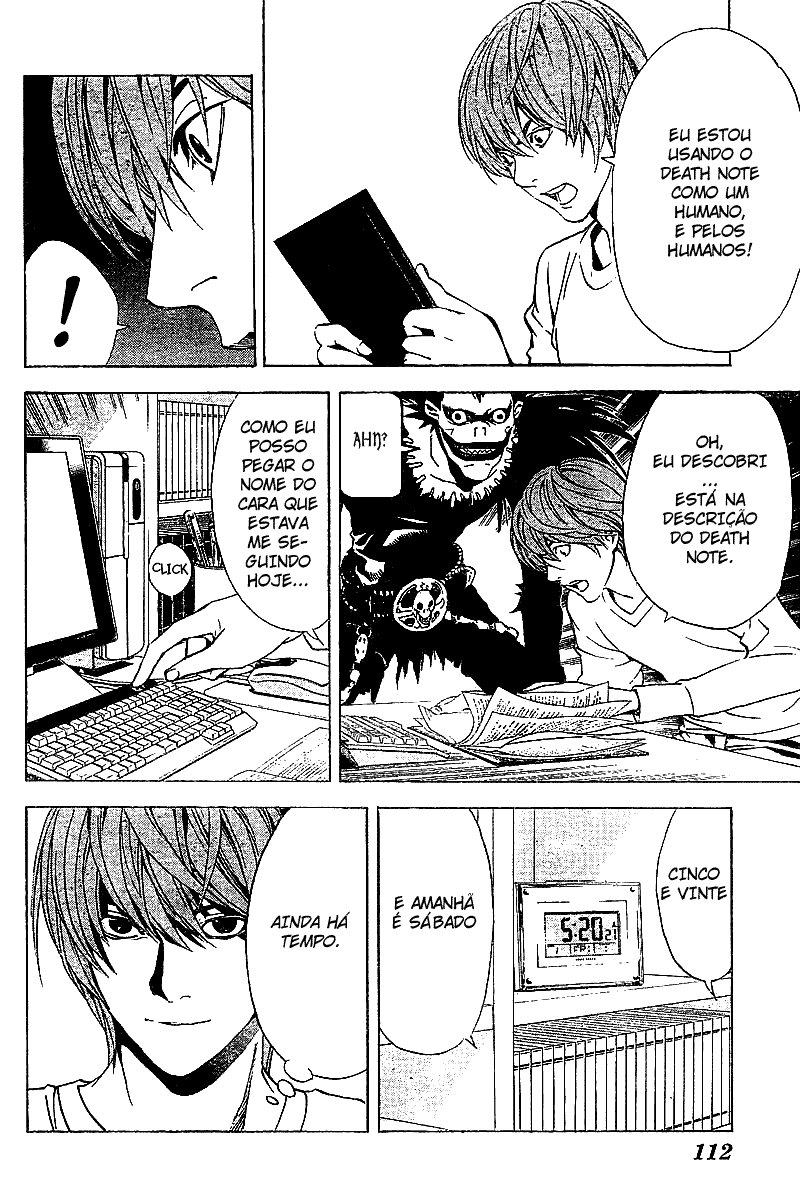 EU ESTOU
USANDO O
DEATH NOTE
COMO UM
HUMANO,
E PELOS
HUMANOS!
!
OH,
EU DESCOBRI
...
ESTÁ NA
DESCRIÇÃO
DO DEATH
NOTE.
AHN?
COMO EU
POSSO
PEGAR O
NOME DO
CARA QUE
ESTAVA
ME SE-
GUINDO
HOJE...
CLICK
CINCO
E VINTE
5:20 21
E AMANHÃ
É SÁBADO
AINDA HÁ
TEMPO.
112